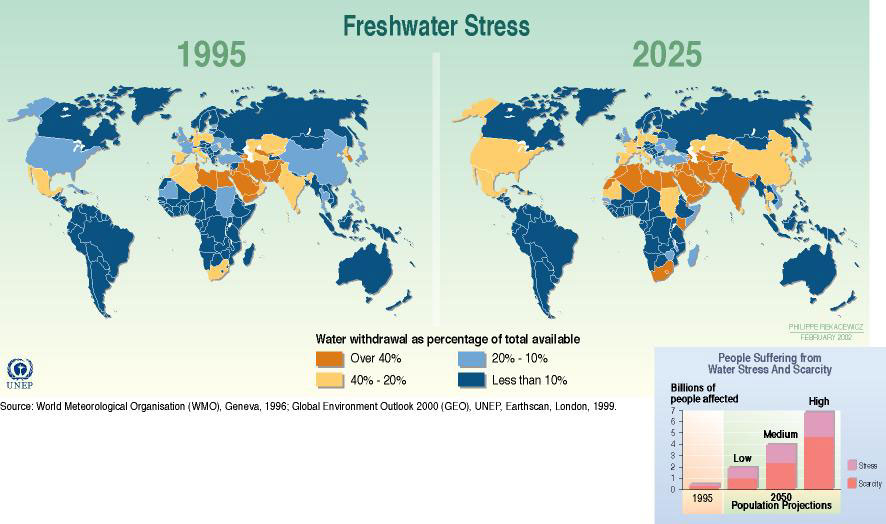 Freshwater Stress
1995
2025
PHILIPPE REKACEWICZ
FEBRUARY 2002
Water withdrawal as percentage of total available
Over 40%
20% - 10%
40% - 20%
Less than 10%
UNEP
Source: World Meteorological Organisation (WMO), Geneva, 1996; Global Environment Outlook 2000 (GEO), UNEP, Earthscan, London, 1999.
People Suffering from
Water Stress And Scarcity
Billions of
people affected
High
7
6
5
Medium
4
3
Low
2
1
0
Stress
Scarcity
1995
2050
Population Projections